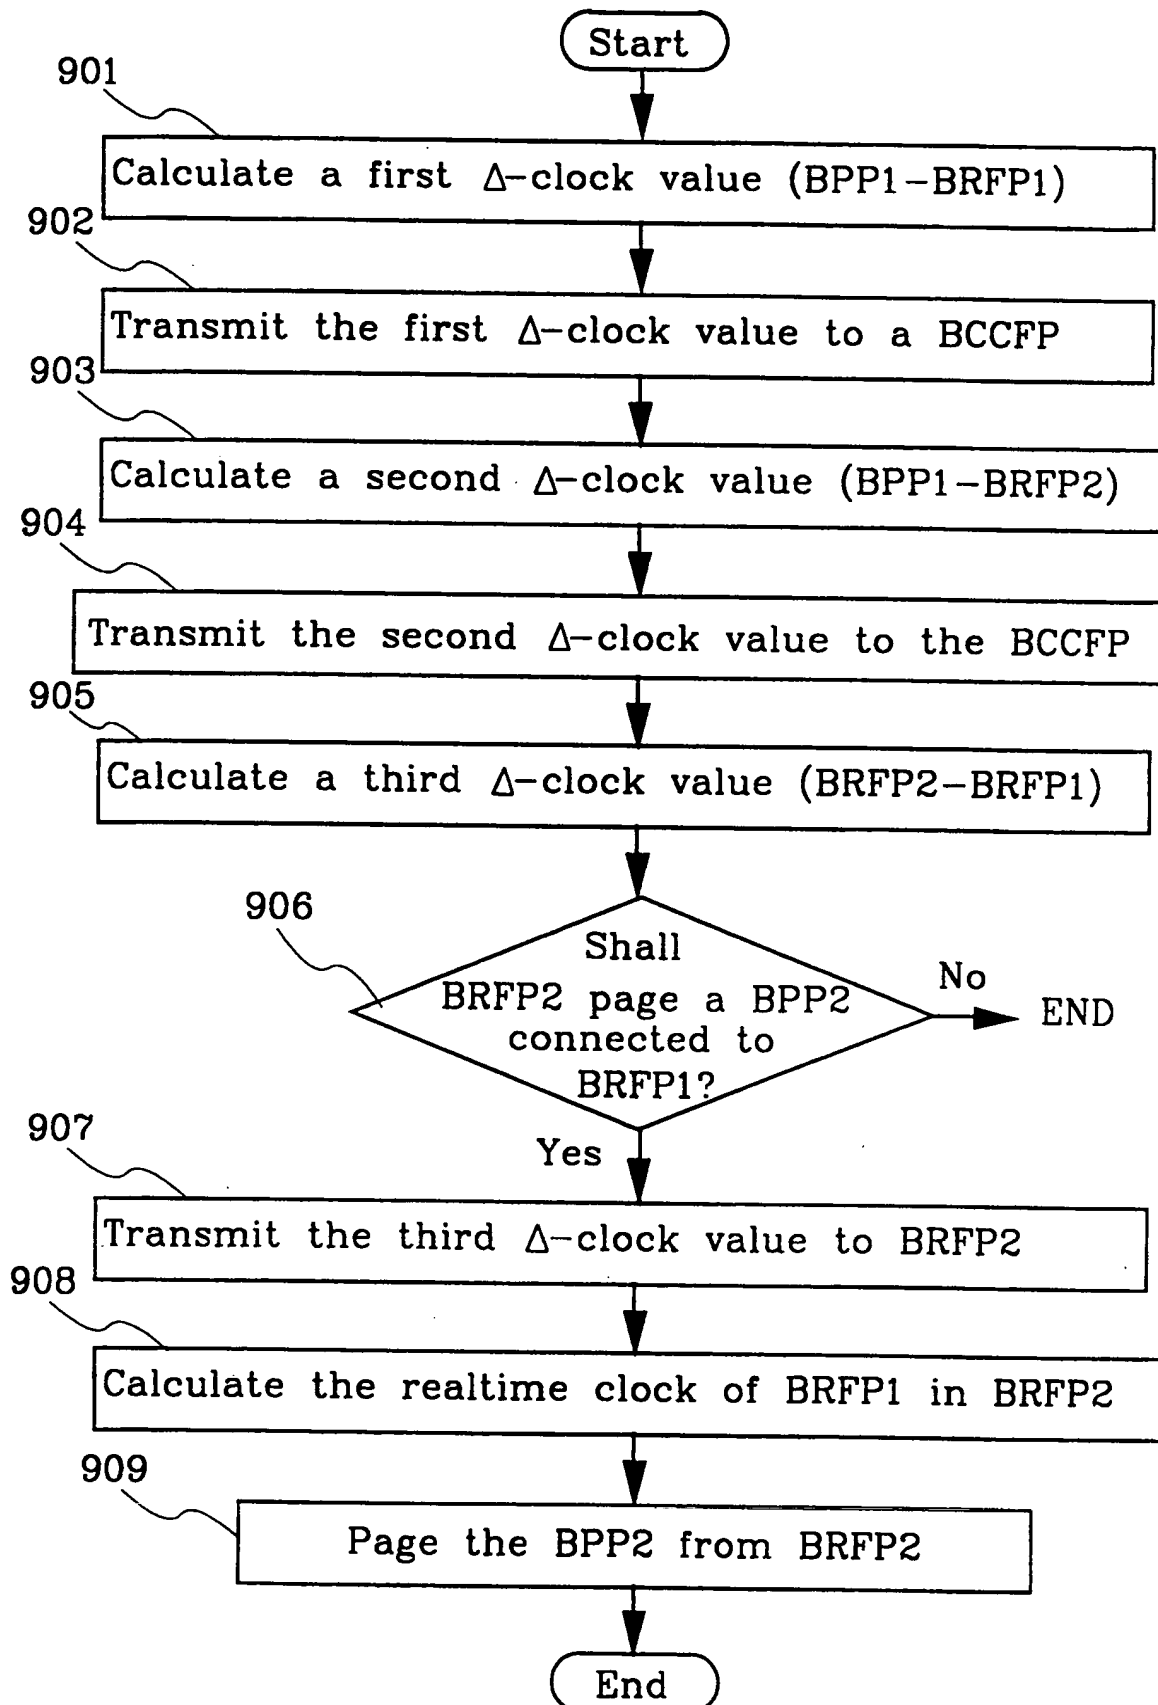 Start
901
Calculate a first Δ-clock value (BPP1-BRFP1)
902
Transmit the first Δ-clock value to a BCCFP
903
Calculate a second Δ-clock value (BPP1-BRFP2)
904
Transmit the second Δ-clock value to the BCCFP
905
Calculate a third Δ-clock value (BRFP2-BRFP1)
906
Shall
BRFP2 page a BPP2
connected to
BRFP1?
No
END
Yes
907
Transmit the third Δ-clock value to BRFP2
908
Calculate the realtime clock of BRFP1 in BRFP2
909
Page the BPP2 from BRFP2
End